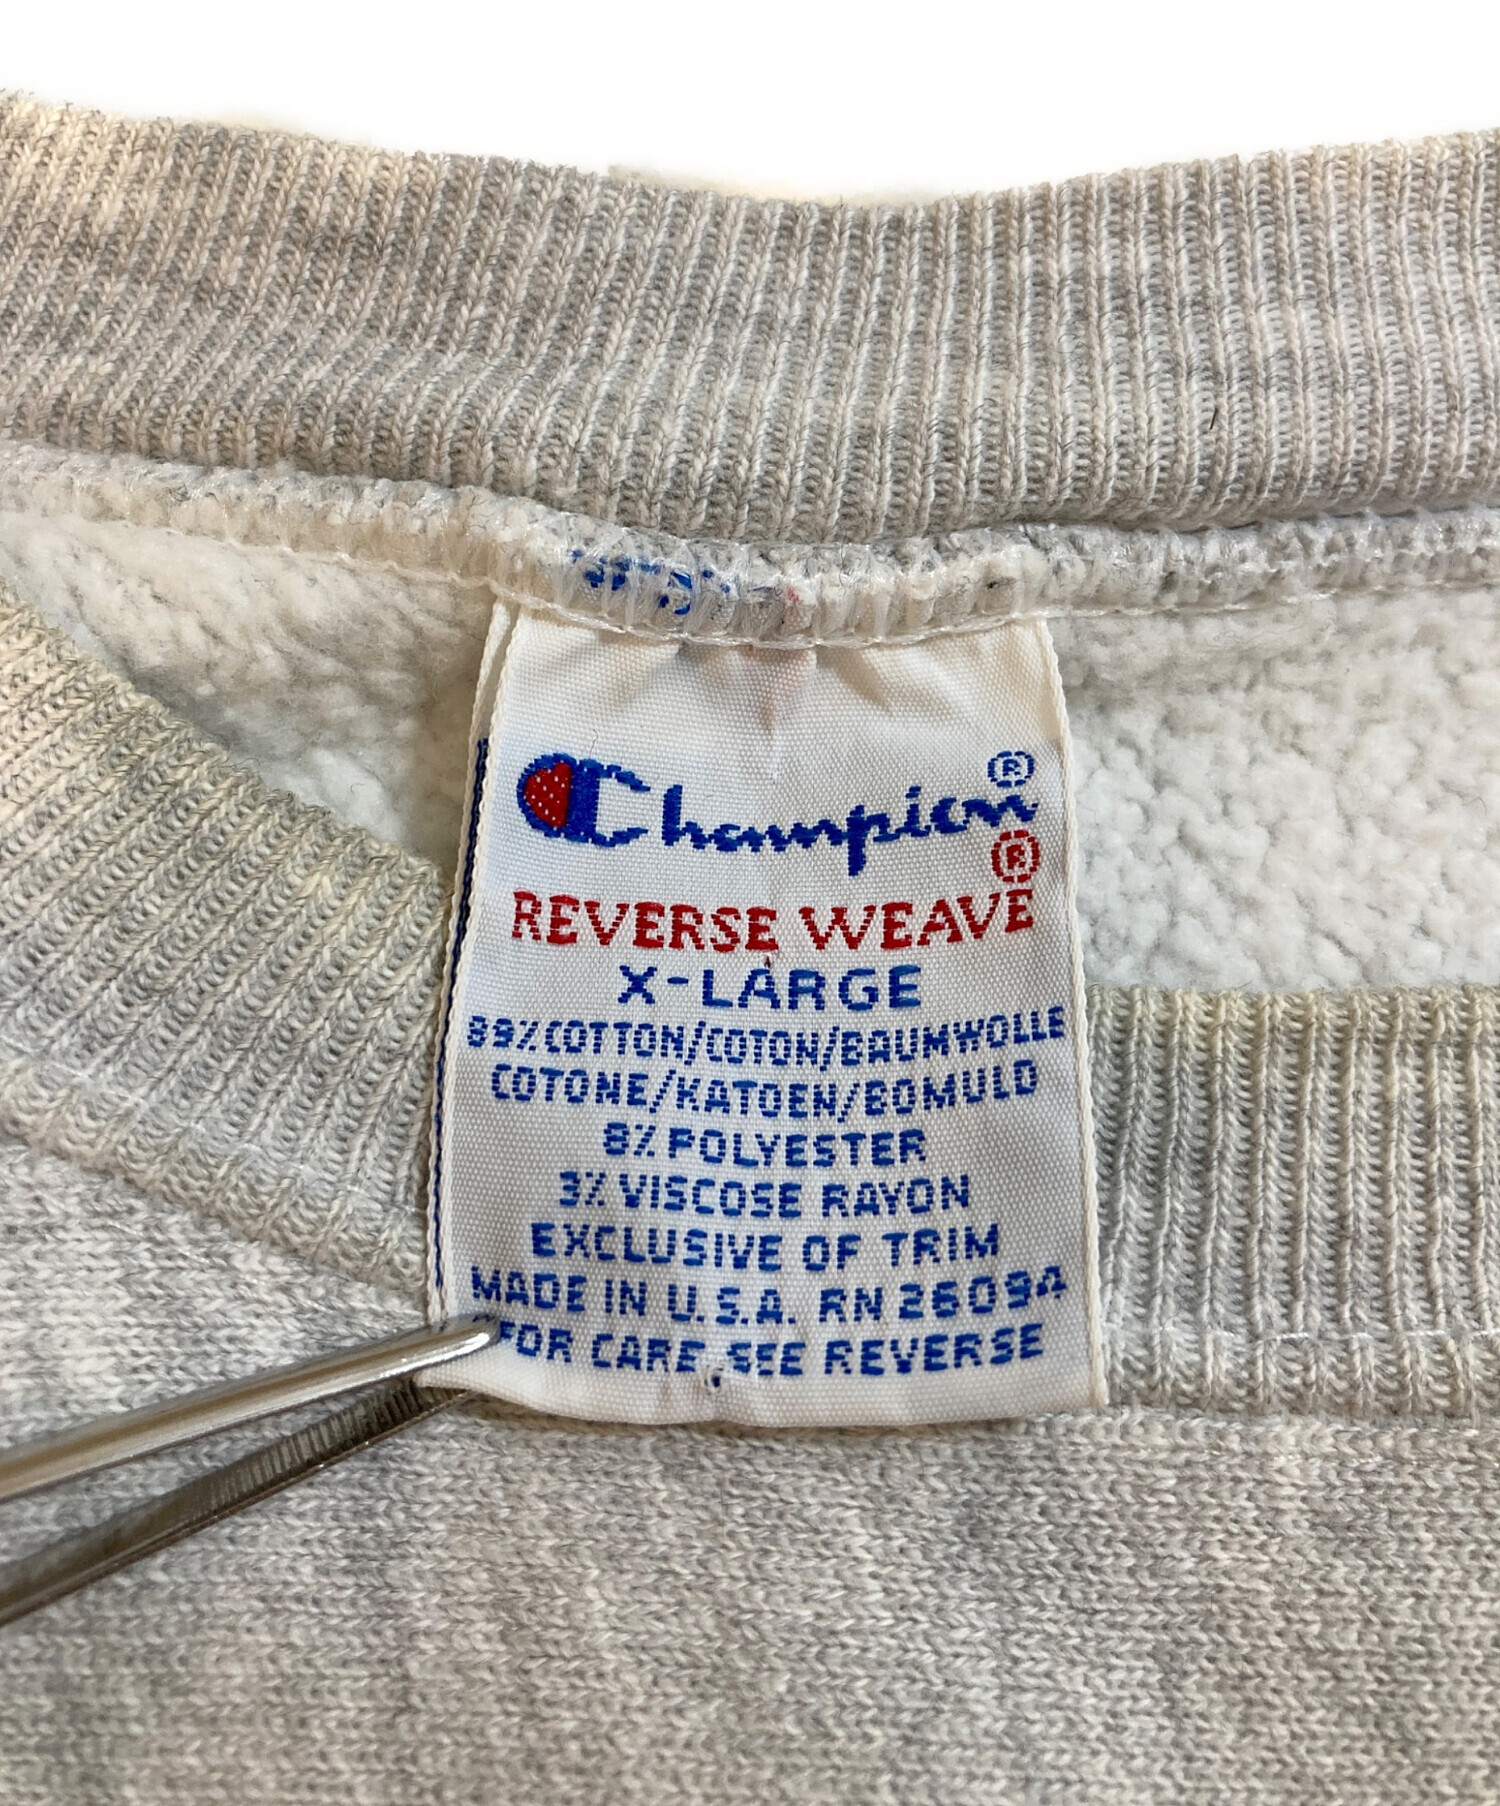 Champion®
®
REVERSE WEAVE
X-LARGE
89% COTTON/COTON/BAUMWOLLE
COTONE/KATOEN/BOMULD
8% POLYESTER
3% VISCOSE RAYON
EXCLUSIVE OF TRIM
MADE IN U.S.A. RN 26094
FOR CARE SEE REVERSE